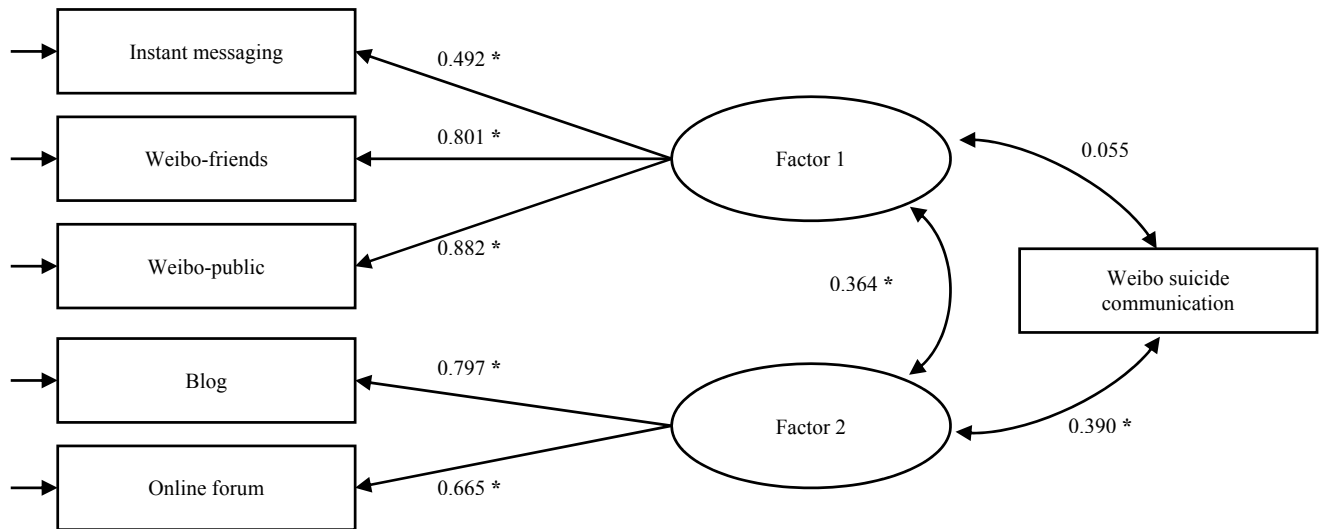 Instant messaging
0.492 *
Weibo-friends
0.801 *
Factor 1
0.055
Weibo-public
0.882 *
0.364 *
Weibo suicide
communication
Blog
0.797 *
Factor 2
0.390 *
Online forum
0.665 *